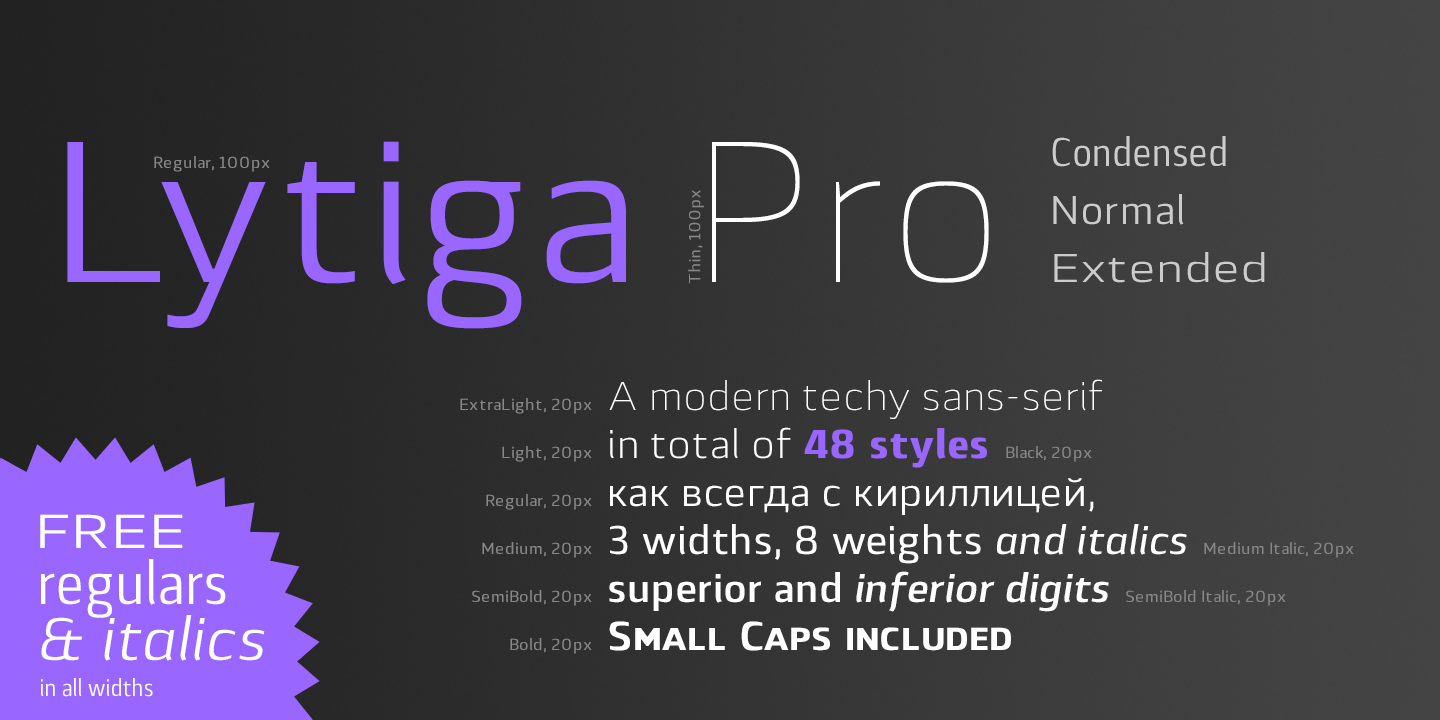 Lytiga Pro
Regular, 100px
Thin, 100px
Condensed
Normal
Extended
ExtraLight, 20px A modern techy sans-serif
Light, 20px in total of 48 styles Black, 20px
Regular, 20px как всегда с кириллицей,
Medium, 20px 3 widths, 8 weights and italics Medium Italic, 20px
SemiBold, 20px superior and inferior digits SemiBold Italic, 20px
Bold, 20px Small Caps included
FREE
regulars
& italics
in all widths